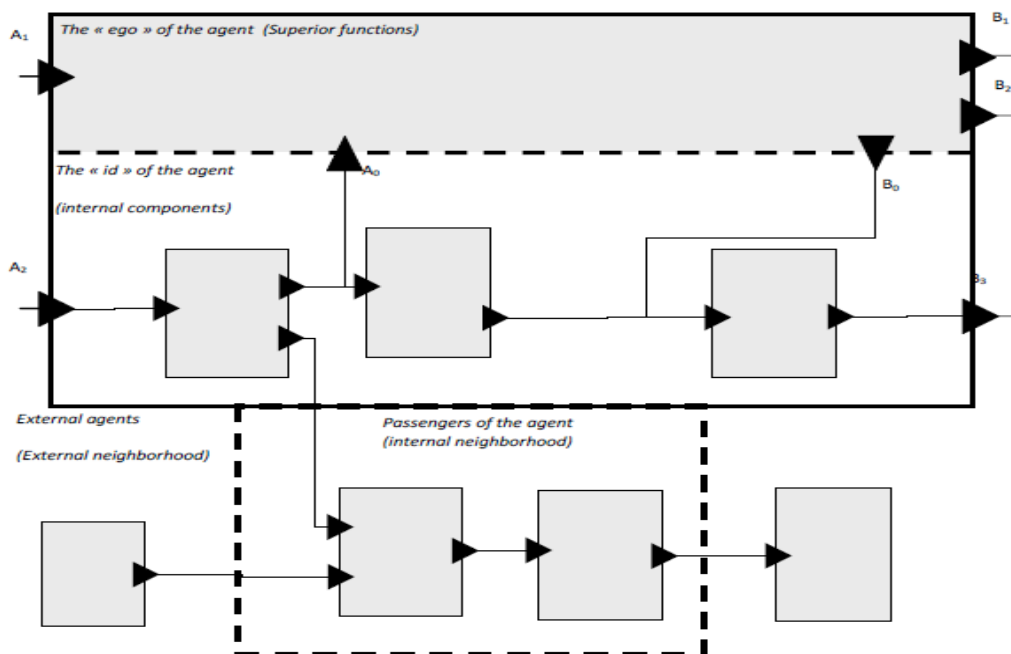 A₁
The « ego » of the agent (Superior functions)
B₁
B₂
The « id » of the agent
(internal components)
A₀
B₀
A₂
B₃
External agents
(External neighborhood)
Passengers of the agent
(internal neighborhood)